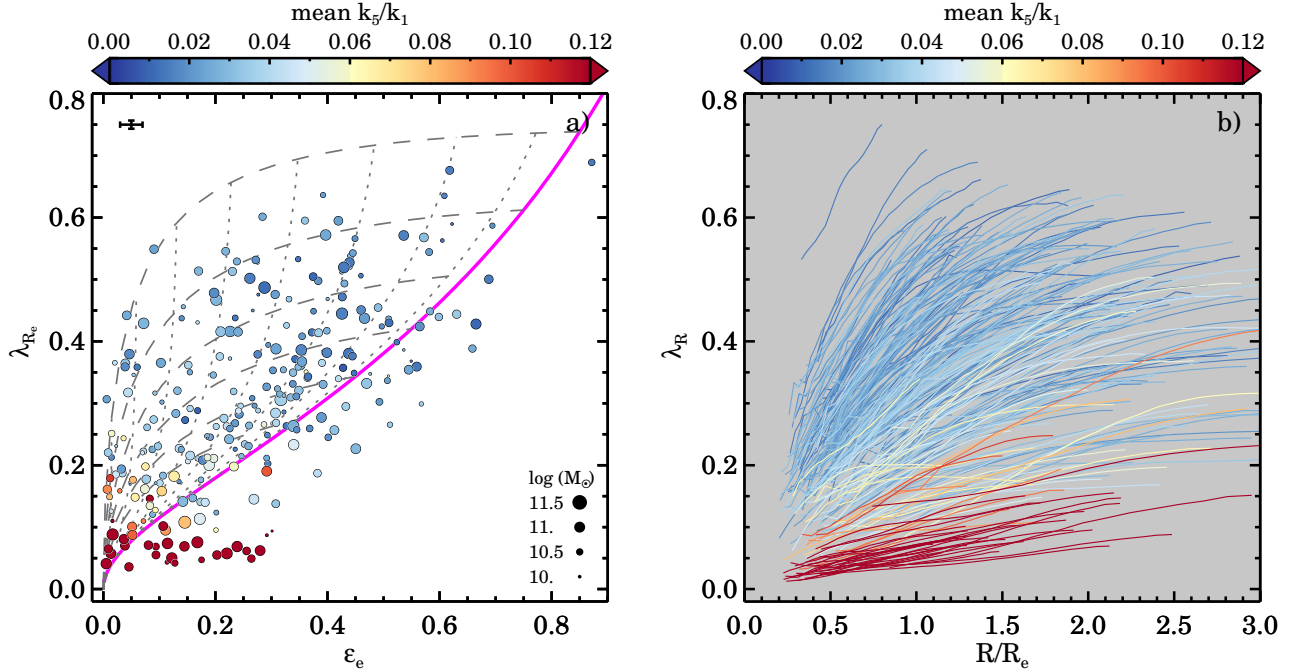 mean k₅/k₁
0.00 0.02 0.04 0.06 0.08 0.10 0.12
a)
0.8
0.6
0.4
0.2
0.0
λ_Rₑ
log (M⊙)
11.5
11.
10.5
10.
0.0 0.2 0.4 0.6 0.8
εₑ
mean k₅/k₁
0.00 0.02 0.04 0.06 0.08 0.10 0.12
b)
0.8
0.6
0.4
0.2
0.0
λ_R
0.0 0.5 1.0 1.5 2.0 2.5 3.0
R/Rₑ